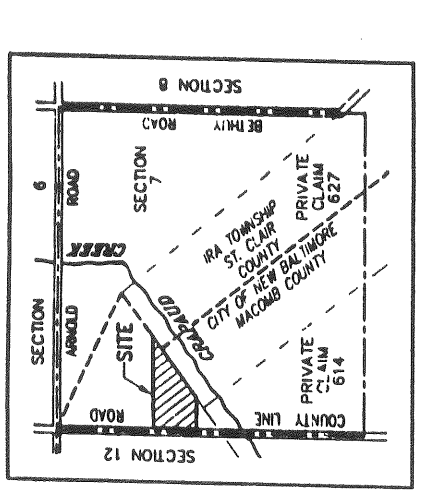 SECTION 8
BETHUY ROAD
SECTION 6
ARNOLD ROAD
SECTION
7
PRIVATE
CLAIM
627
IRA TOWNSHIP
ST. CLAIR
COUNTY
CITY OF NEW BALTIMORE
MACOMB COUNTY
CRAPAUD CREEK
SITE
PRIVATE
CLAIM
614
COUNTY LINE ROAD
SECTION 12